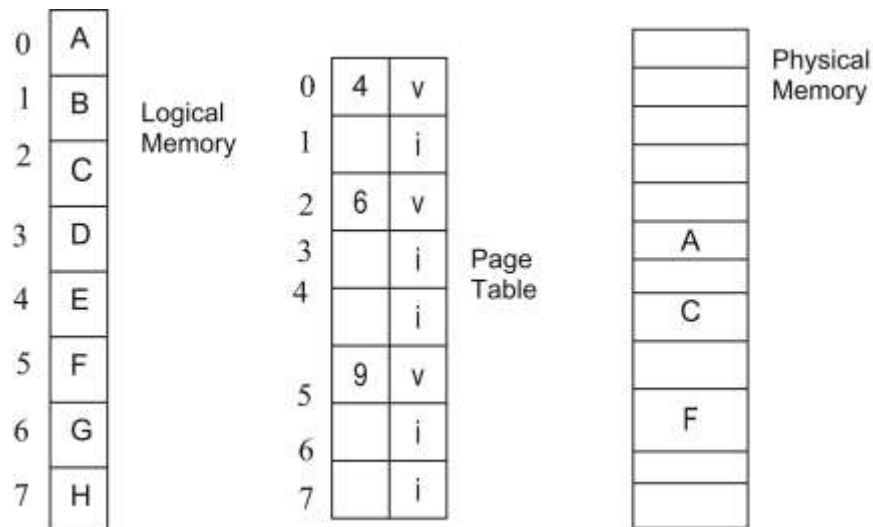 0 A
1 B
2 C
3 D
4 E
5 F
6 G
7 H
Logical
Memory
0 4 v
1 i
2 6 v
3 i
4 i
5 9 v
6 i
7 i
Page
Table
A
C
F
Physical
Memory